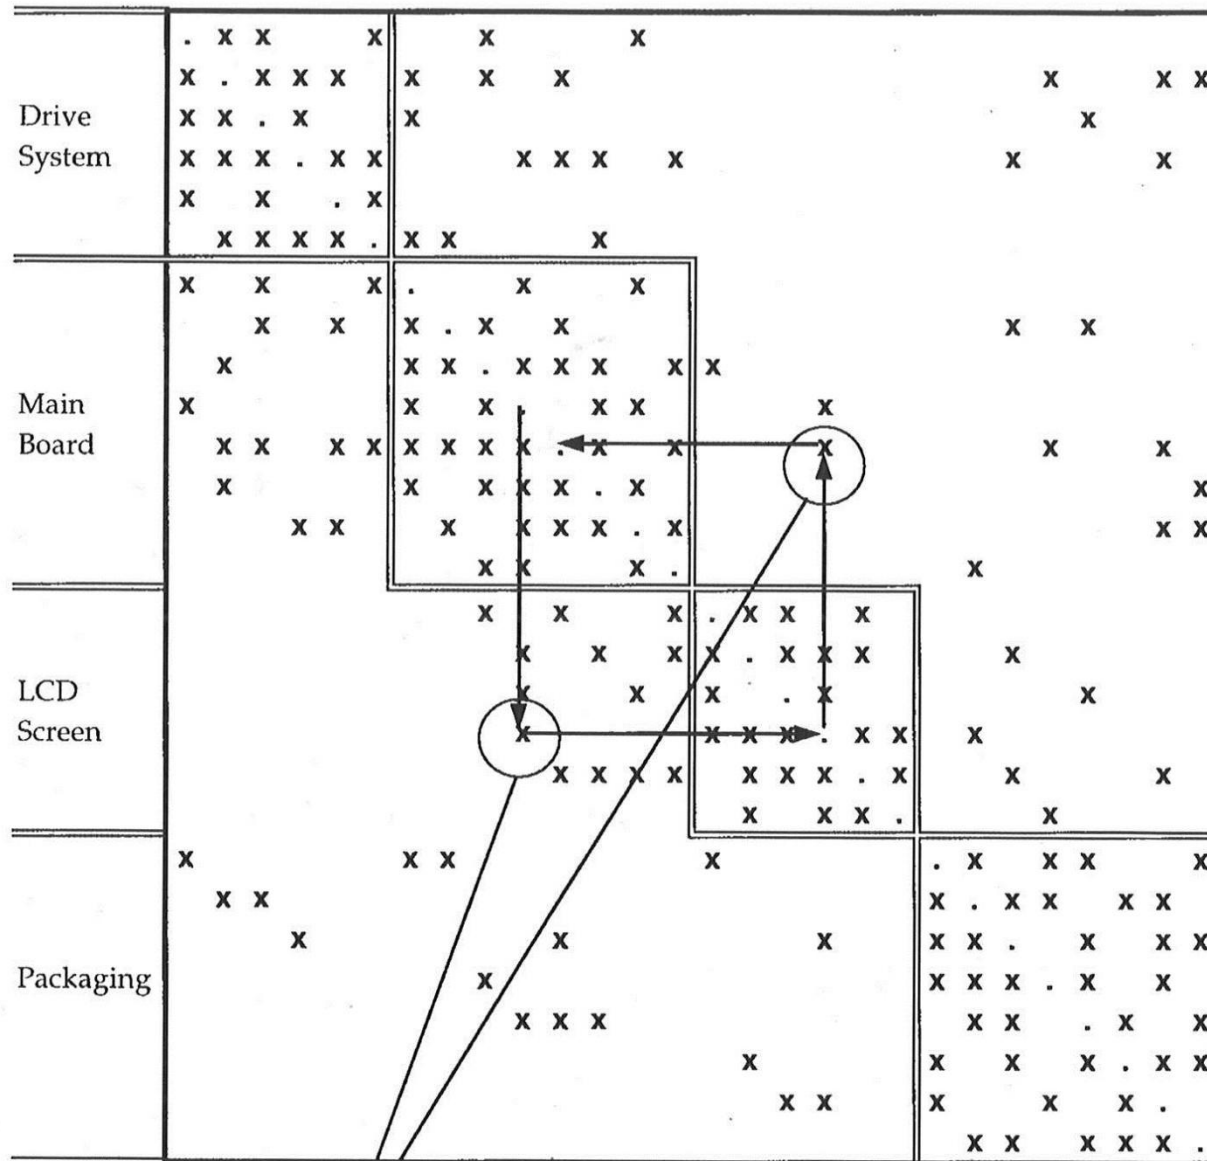 . x x x x x
x . x x x x x x x x x
Drive x x . x x x
System x x x . x x x x x x x x
x x . x
x x x x . x x x
x x x . x x
x x x . x x x x
x x x . x x x x x
Main x x x . x x x
Board x x x x x x x x x . x x x x x
x x x x x . x x
x x x x x x . x x x
x x x . x
x x x . x x x
x x x x . x x x x
LCD x x x . x x
Screen x x x x . x x x
x x x x x x x . x x x
x x x . x
x x x x . x x x x
x x x . x x x x
x x x x x . x x x
Packaging x x x x . x x
x x x x x . x x
x x x x . x x
x x x x x .
x x x x x x .